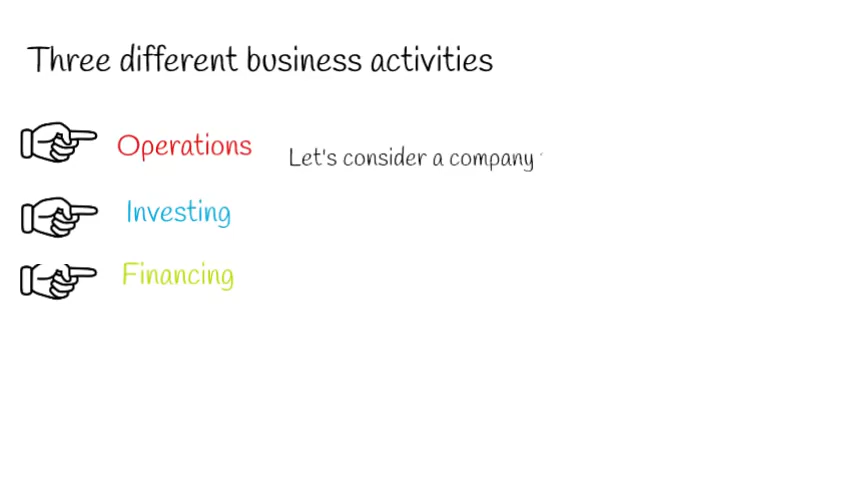 Three different business activities
Operations
Let's consider a company
Investing
Financing